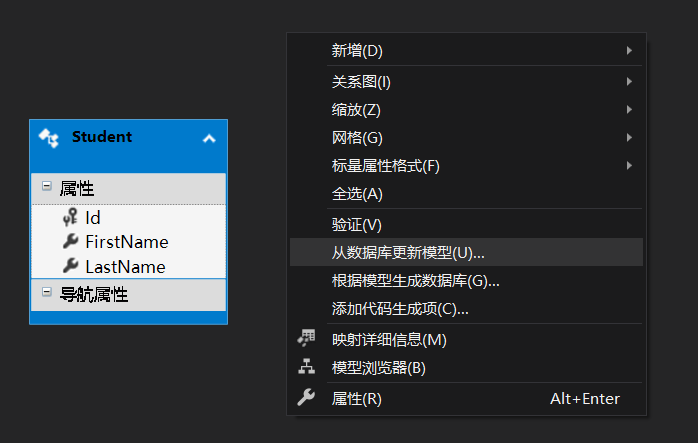 Student
属性
Id
FirstName
LastName
导航属性
新增(D)
关系图(I)
缩放(Z)
网格(G)
标量属性格式(F)
全选(A)
验证(V)
从数据库更新模型(U)...
根据模型生成数据库(G)...
添加代码生成项(C)...
映射详细信息(M)
模型浏览器(B)
属性(R) Alt+Enter